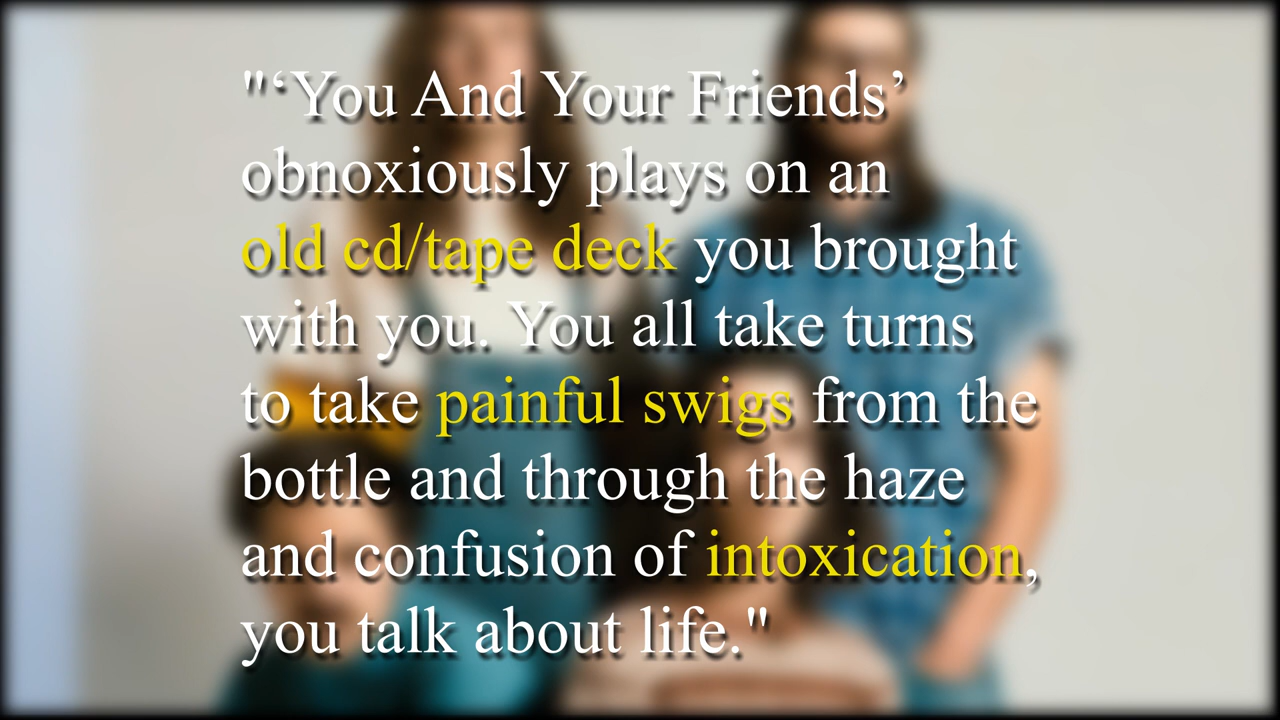 "‘You And Your Friends’
obnoxiously plays on an
old cd/tape deck you brought
with you. You all take turns
to take painful swigs from the
bottle and through the haze
and confusion of intoxication,
you talk about life."